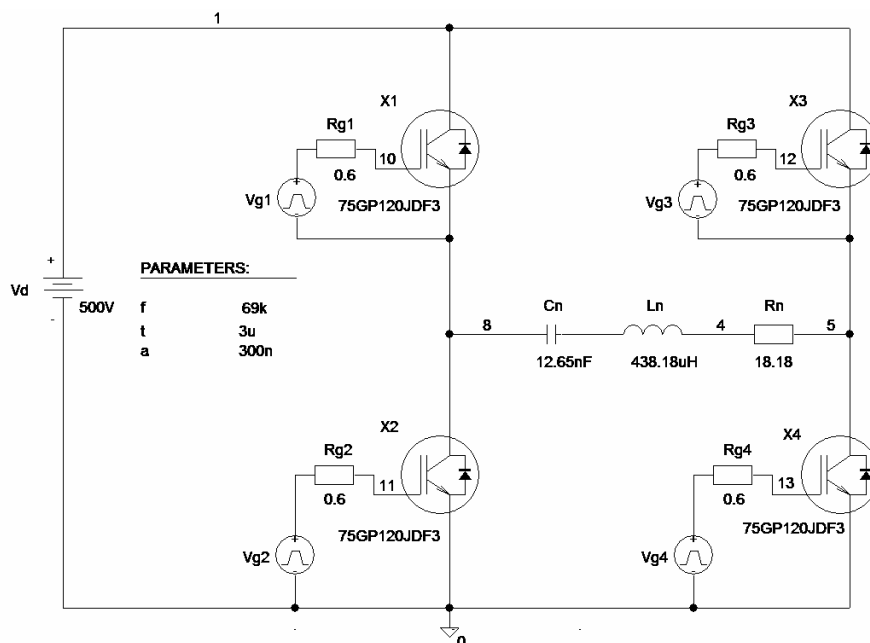 1
X1
X3
Rg1
Rg3
10
12
0.6
0.6
Vg1
Vg3
75GP120JDF3
75GP120JDF3
+
Vd
500V
PARAMETERS:
f 69k
t 3u
a 300n
8
Cn
Ln
4
Rn
5
12.65nF
438.18uH
18.18
X2
X4
Rg2
Rg4
11
13
0.6
0.6
75GP120JDF3
75GP120JDF3
Vg2
Vg4
0